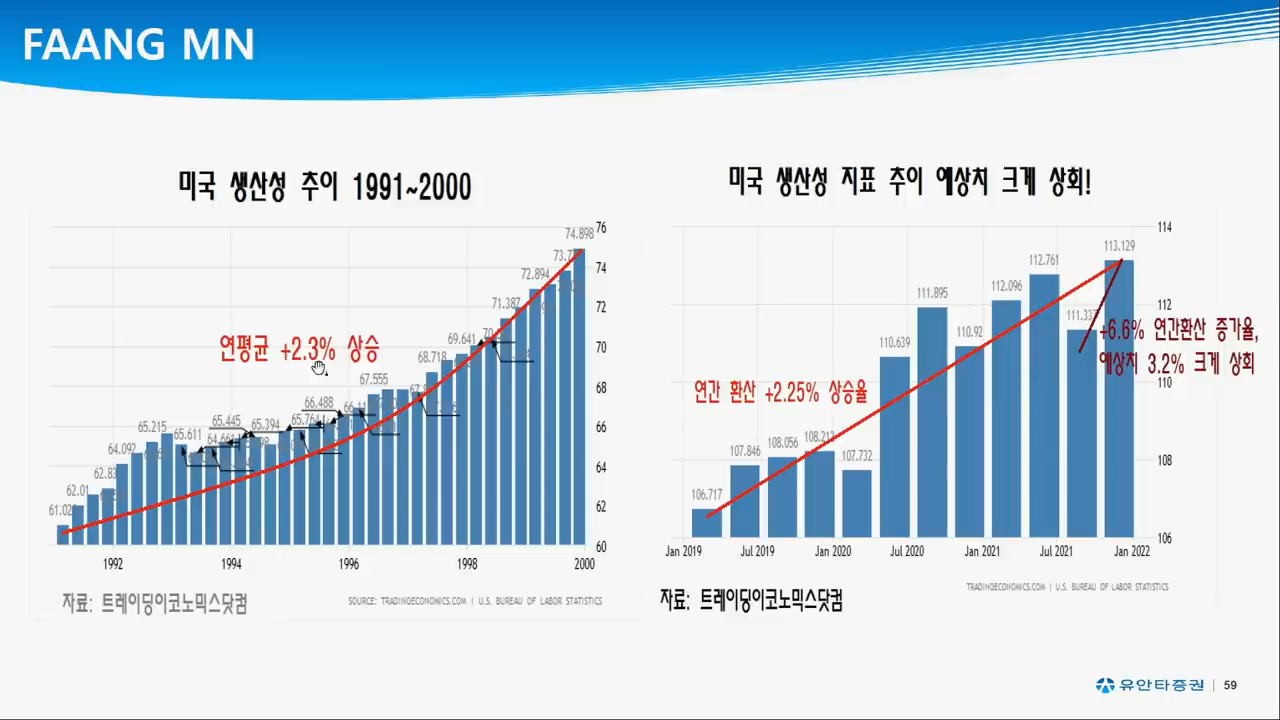 FAANG MN
미국 생산성 추이 1991~2000
76
74.898
74
72.894
72
71.387
연평균 +2.3% 상승
69.641
70
68.718
67.555
68
66.488
65.445
65.394
65.764
66
65.215
65.611
64.092
64
62.01
62
60
1992
1994
1996
1998
2000
자료: 트레이딩이코노믹스닷컴
SOURCE: TRADINGECONOMICS.COM | U.S. BUREAU OF LABOR STATISTICS
미국 생산성 지표 추이 예상치 크게 상회!
114
113.129
112.761
112.096
112
111.895
+6.6% 연간환산 증가율,
예상치 3.2% 크게 상회
110.92
110.639
110
연간 환산 +2.25% 상승율
108.056
108.212
107.846
107.732
108
106.717
106
Jan 2019
Jul 2019
Jan 2020
Jul 2020
Jan 2021
Jul 2021
Jan 2022
TRADINGECONOMICS.COM | U.S. BUREAU OF LABOR STATISTICS
자료: 트레이딩이코노믹스닷컴
유안타증권 | 59